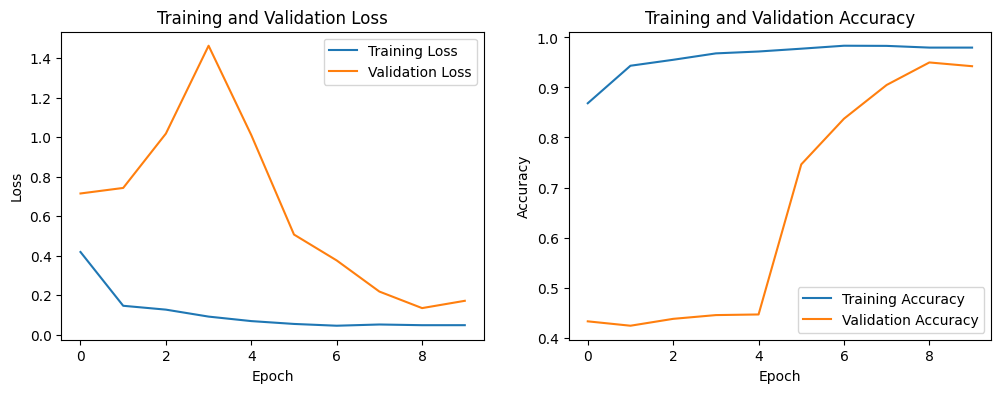 Training and Validation Loss
1.4
1.2
1.0
0.8
0.6
0.4
0.2
0.0
Loss
Training Loss
Validation Loss
0 2 4 6 8
Epoch
Training and Validation Accuracy
1.0
0.9
0.8
0.7
0.6
0.5
0.4
Accuracy
Training Accuracy
Validation Accuracy
0 2 4 6 8
Epoch